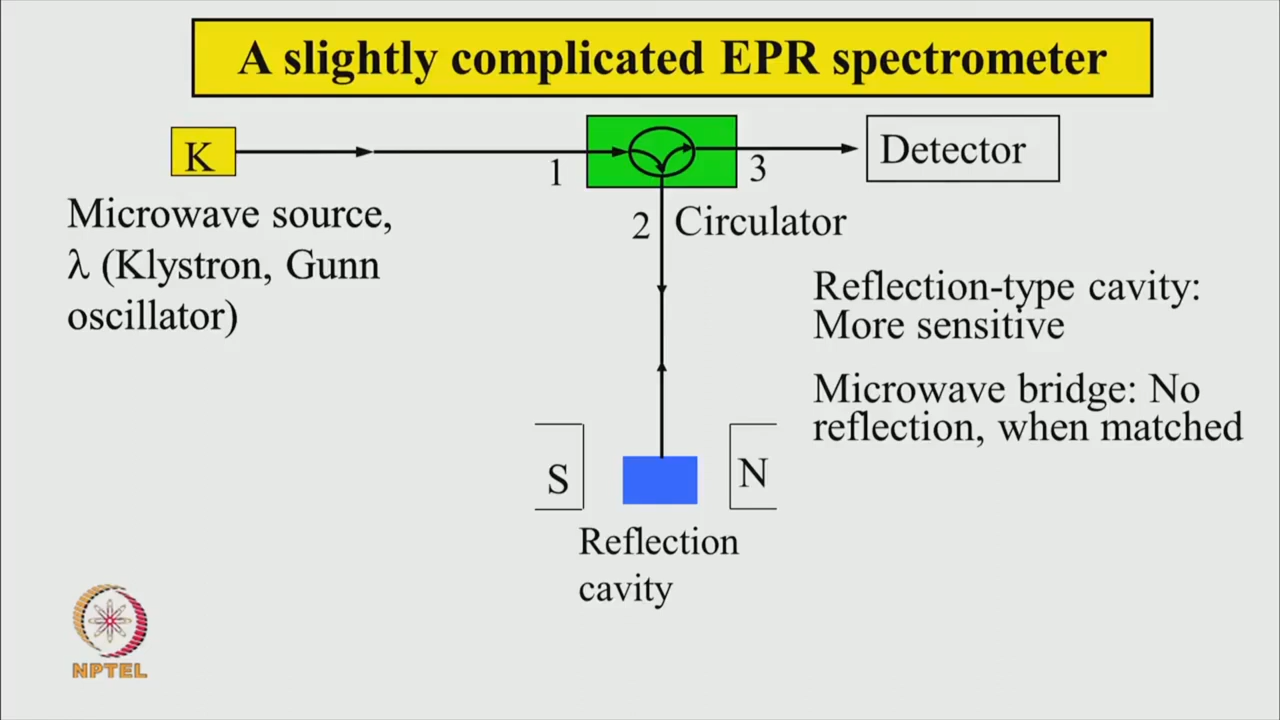 A slightly complicated EPR spectrometer
K
1
3
Detector
Microwave source,
λ (Klystron, Gunn
oscillator)
2
Circulator
Reflection-type cavity:
More sensitive
Microwave bridge: No
reflection, when matched
S
N
Reflection
cavity
NPTEL